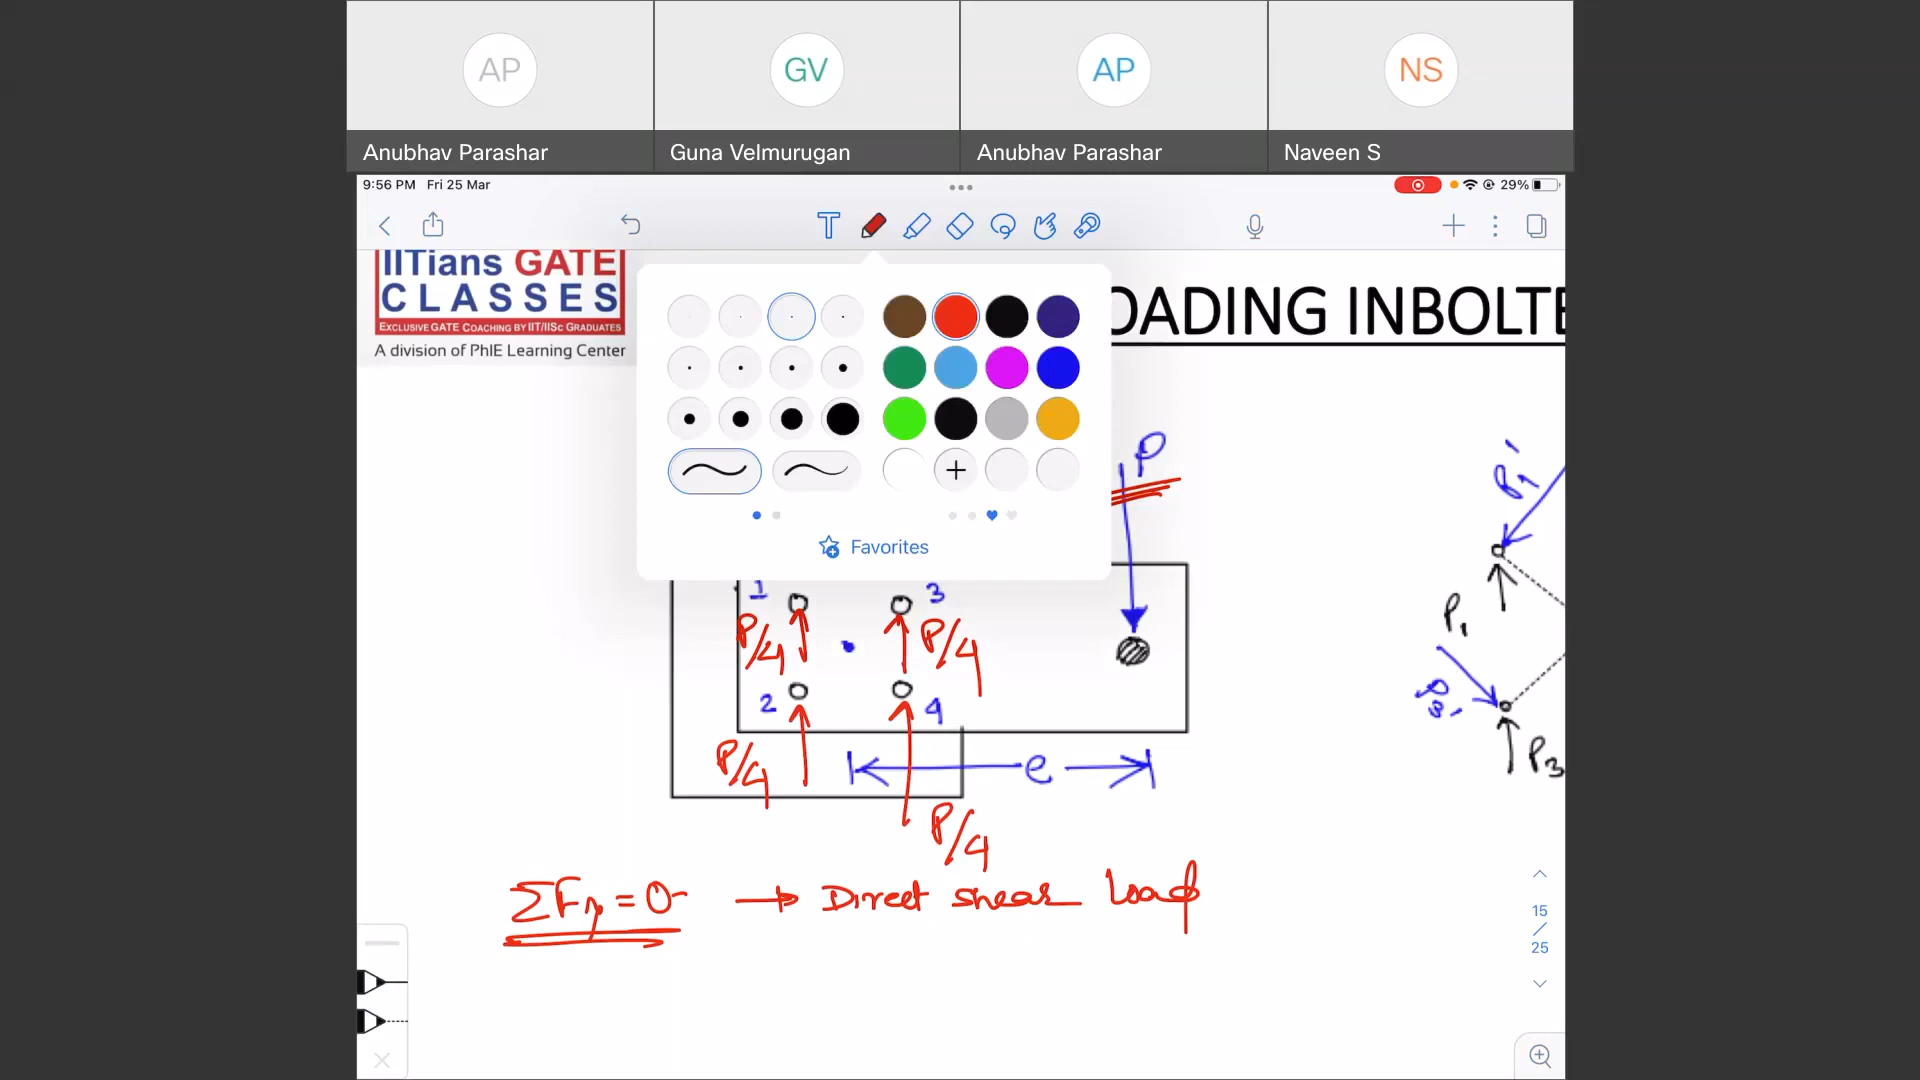 AP
GV
AP
NS
Anubhav Parashar
Guna Velmurugan
Anubhav Parashar
Naveen S
9:56 PM Fri 25 Mar
29%
T
IITians GATE
CLASSES
EXCLUSIVE GATE COACHING BY IIT/IISc GRADUATES
A division of PhIE Learning Center
OADING INBOLTE
Favorites
P
P1'
1
3
P/4
P/4
P1
2
4
P3'
P/4
e
P3
P/4
ΣFy = 0 → Direct shear load
15
/
25